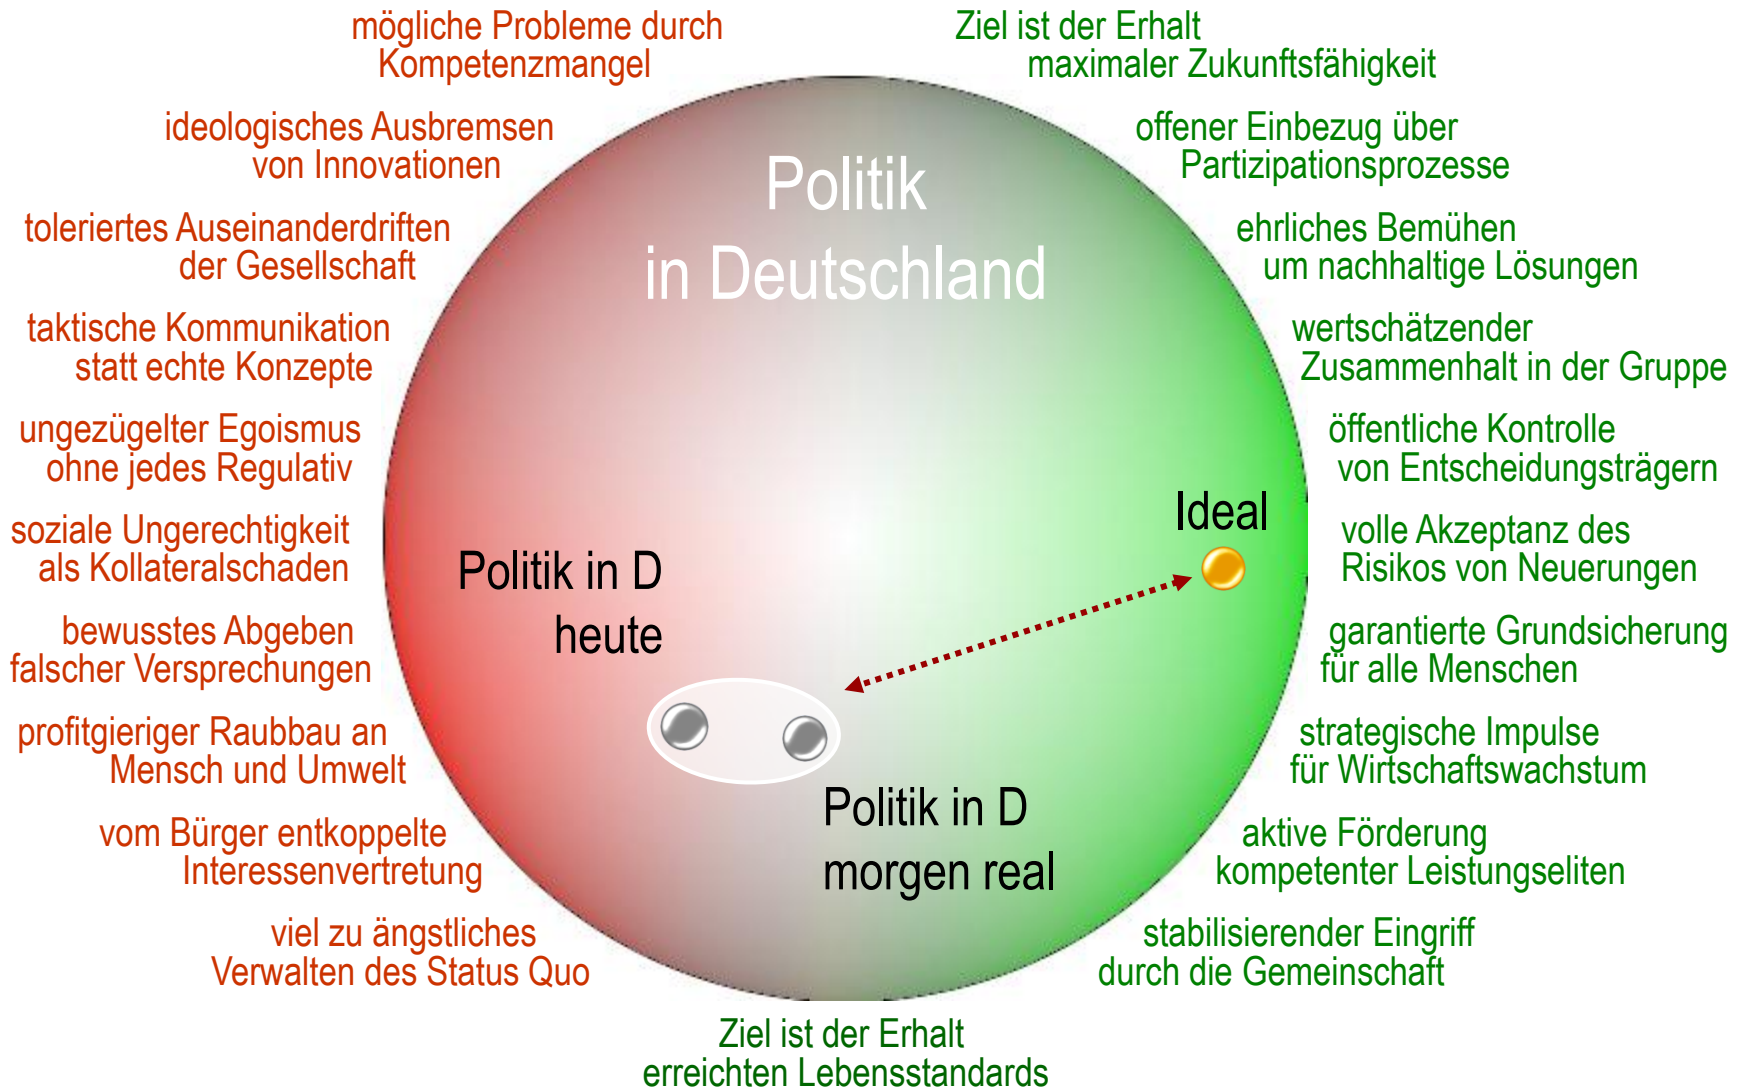 mögliche Probleme durch
Kompetenzmangel
ideologisches Ausbremsen
von Innovationen
toleriertes Auseinanderdriften
der Gesellschaft
taktische Kommunikation
statt echte Konzepte
ungezügelter Egoismus
ohne jedes Regulativ
soziale Ungerechtigkeit
als Kollateralschaden
bewusstes Abgeben
falscher Versprechungen
profitgieriger Raubbau an
Mensch und Umwelt
vom Bürger entkoppelte
Interessenvertretung
viel zu ängstliches
Verwalten des Status Quo
Politik
in Deutschland
Politik in D
heute
Ideal
Politik in D
morgen real
Ziel ist der Erhalt
maximaler Zukunftsfähigkeit
offener Einbezug über
Partizipationsprozesse
ehrliches Bemühen
um nachhaltige Lösungen
wertschätzender
Zusammenhalt in der Gruppe
öffentliche Kontrolle
von Entscheidungsträgern
volle Akzeptanz des
Risikos von Neuerungen
garantierte Grundsicherung
für alle Menschen
strategische Impulse
für Wirtschaftswachstum
aktive Förderung
kompetenter Leistungseliten
stabilisierender Eingriff
durch die Gemeinschaft
Ziel ist der Erhalt
erreichten Lebensstandards